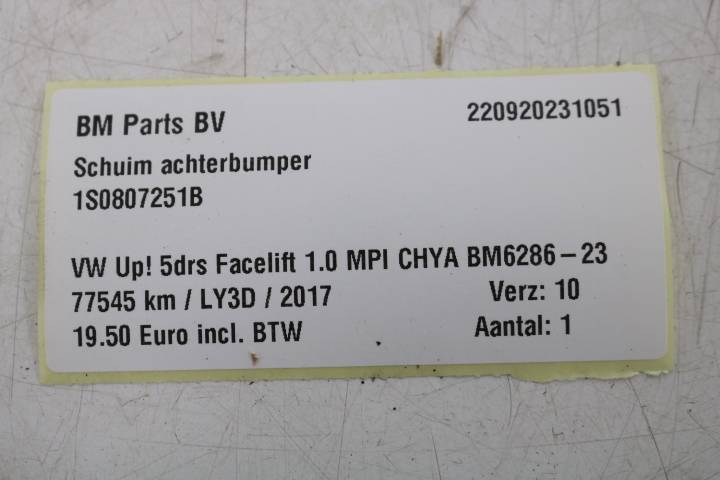 BM Parts BV 220920231051
Schuim achterbumper
1S0807251B
VW Up! 5drs Facelift 1.0 MPI CHYA BM6286-23
77545 km / LY3D / 2017 Verz: 10
19.50 Euro incl. BTW Aantal: 1